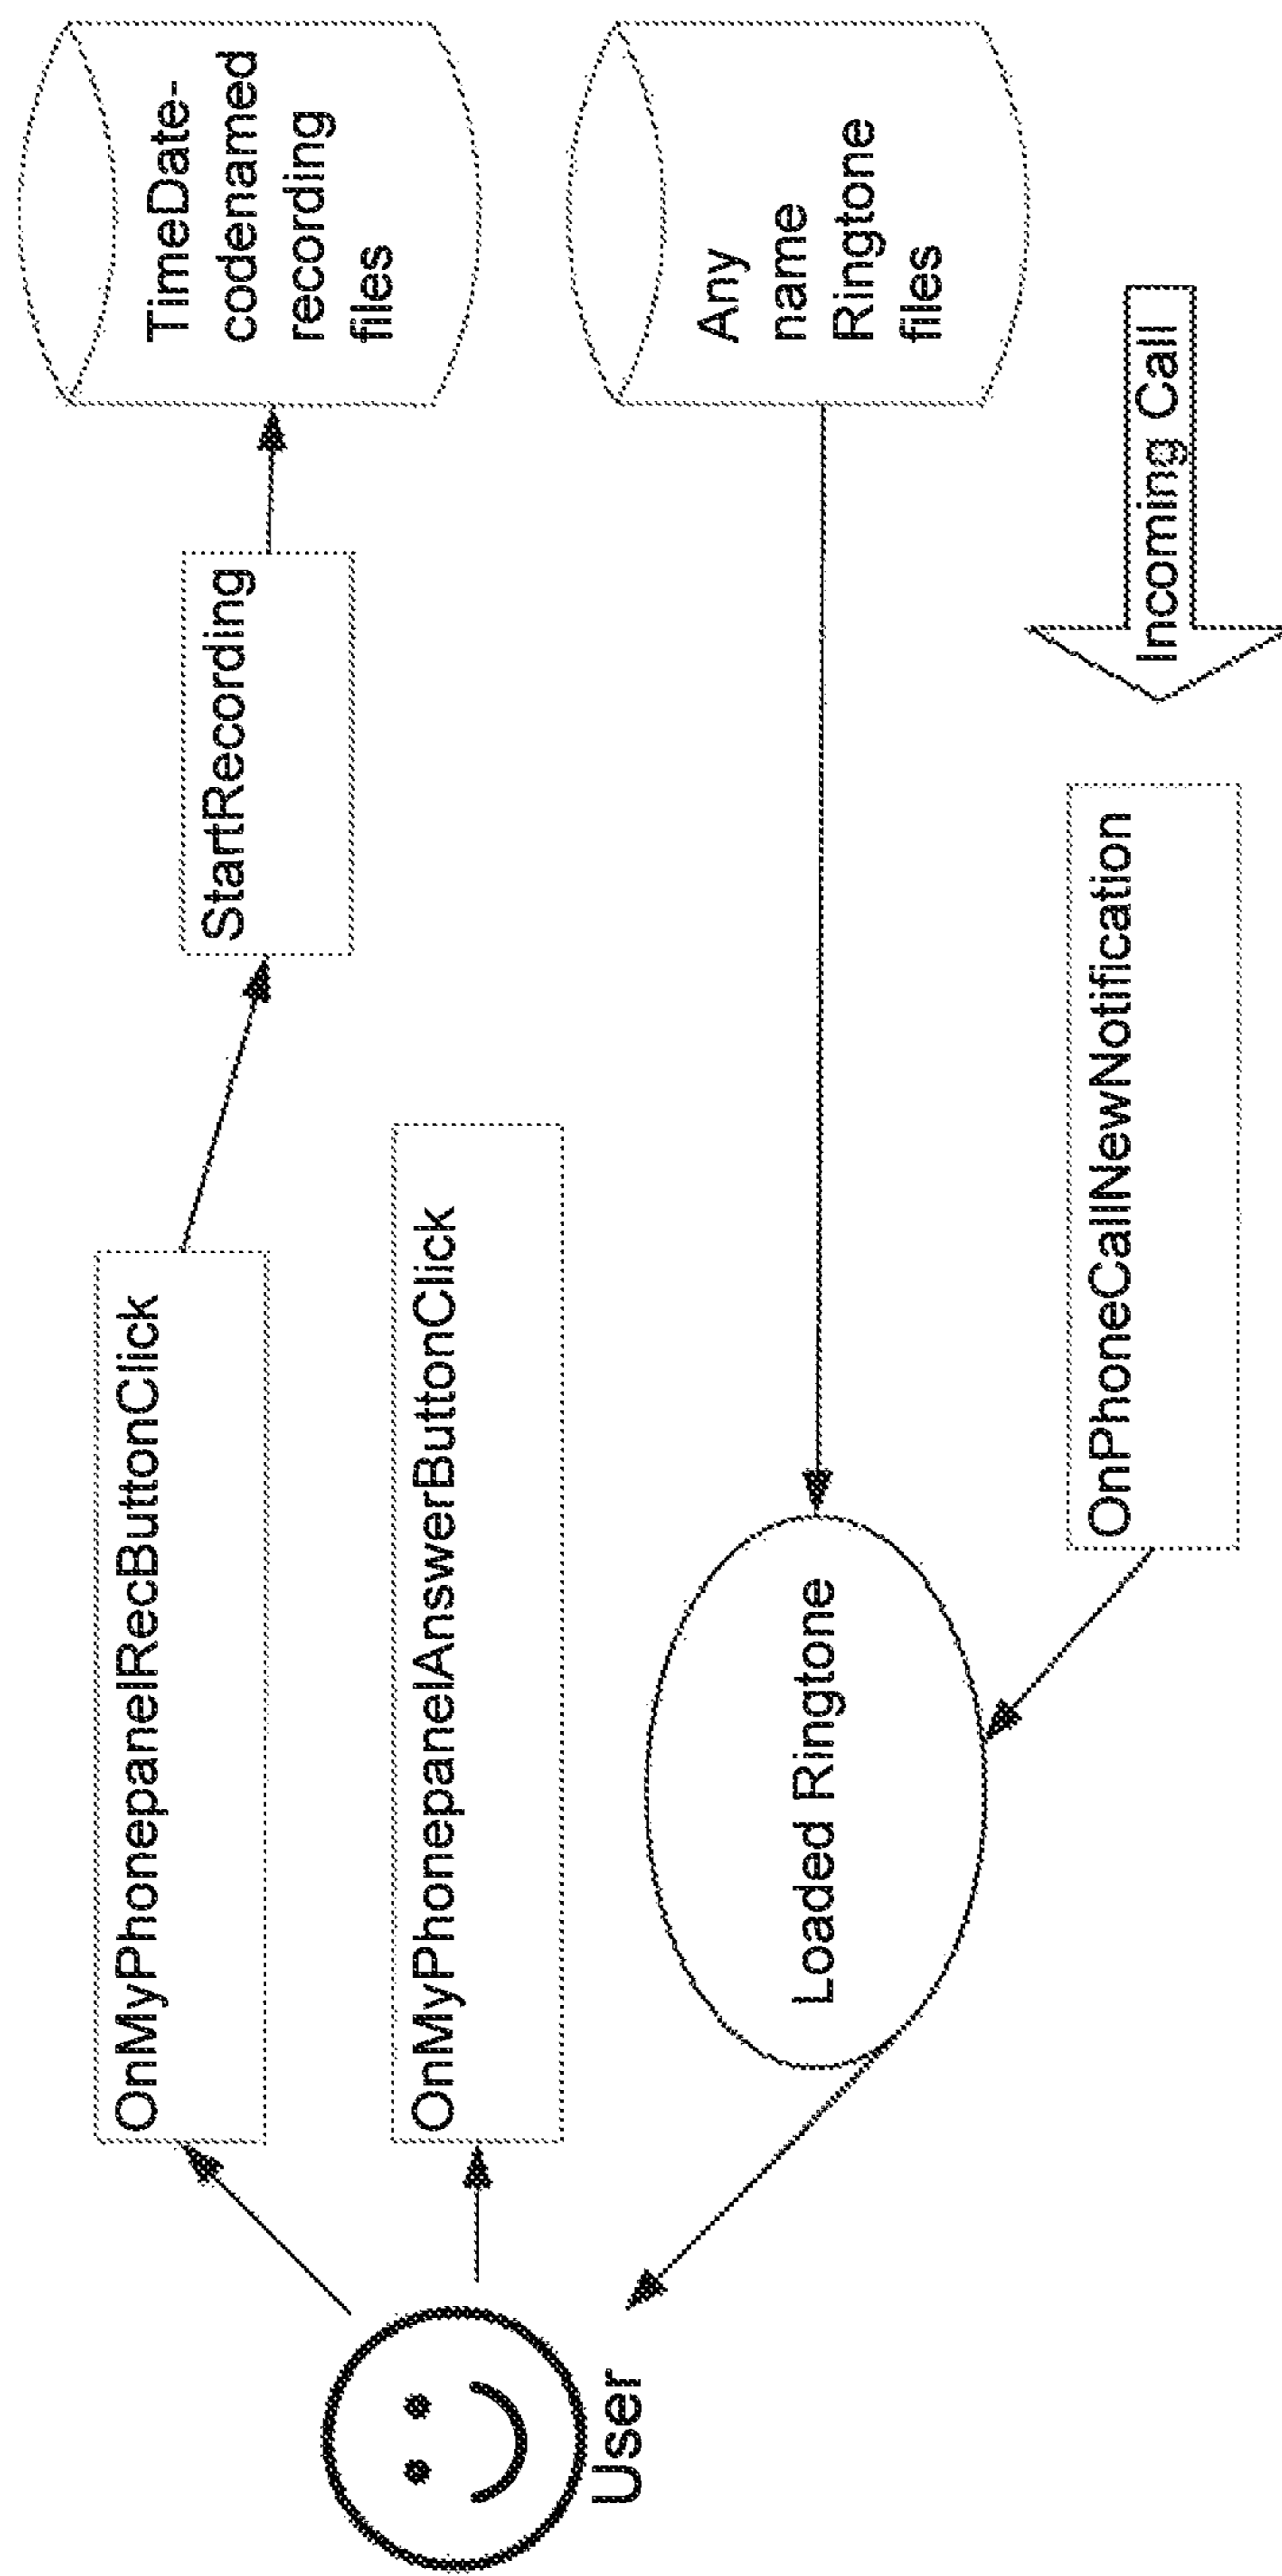 User
OnMyPhonepanelRecButtonClick
StartRecording
TimeDate-
codenamed
recording
files
OnMyPhonepanelAnswerButtonClick
Loaded Ringtone
Any
name
Ringtone
files
OnPhoneCallNewNotification
Incoming Call